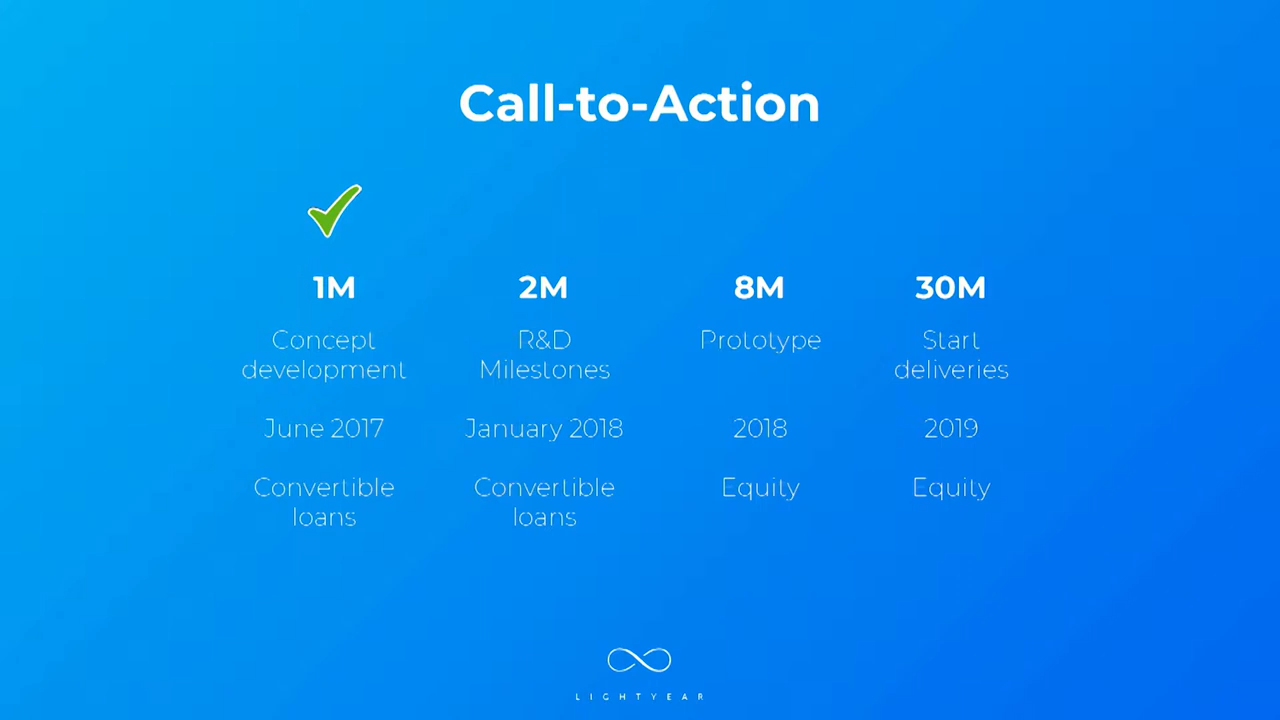 Call-to-Action
1M
Concept
development
June 2017
Convertible
loans
2M
R&D
Milestones
January 2018
Convertible
loans
8M
Prototype
2018
Equity
30M
Start
deliveries
2019
Equity
LIGHTYEAR